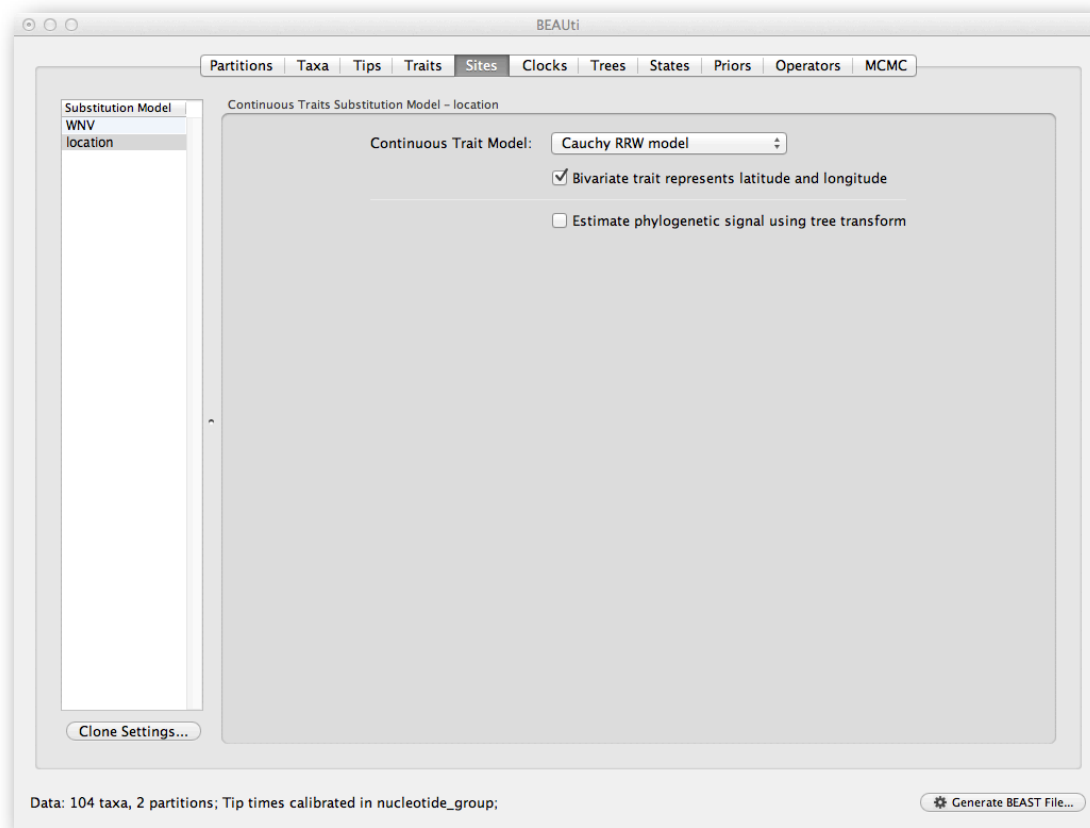 BEAUti
Partitions Taxa Tips Traits Sites Clocks Trees States Priors Operators MCMC
Substitution Model
WNV
location
Continuous Traits Substitution Model – location
Continuous Trait Model: Cauchy RRW model
Bivariate trait represents latitude and longitude
Estimate phylogenetic signal using tree transform
Clone Settings...
Data: 104 taxa, 2 partitions; Tip times calibrated in nucleotide_group;
Generate BEAST File...